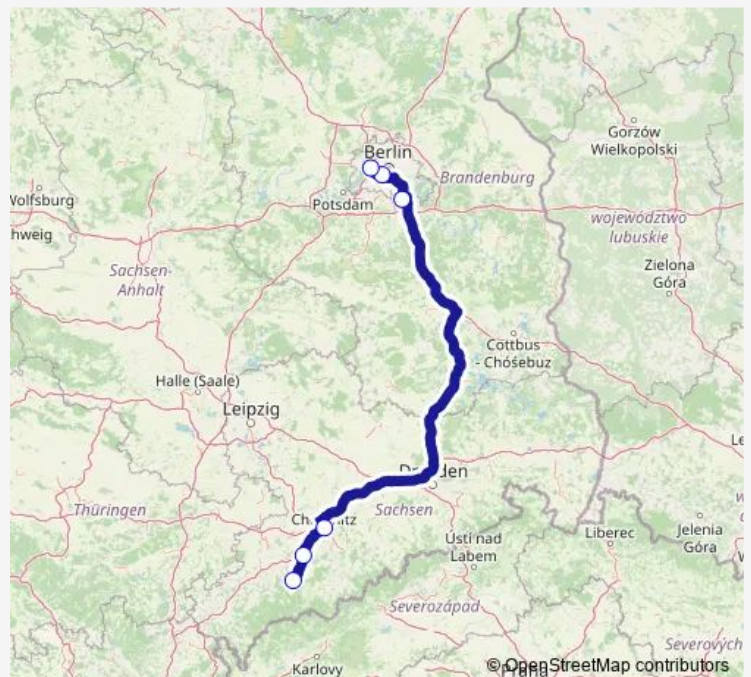 Gorzów
Wielkopolski
Berlin
Brandenburg
Wolfsburg
Potsdam
hweig
województwo
lubuskie
Sachsen-
Anhalt
Zielona
Góra
Cottbus
- Chóśebuz
Halle (Saale)
Leipzig
Le
Sachsen
Thüringen
Ústí nad
Labem
Liberec
Jelenia
Góra
Severozápad
Severových
Karlovy
© OpenStreetMap contributors